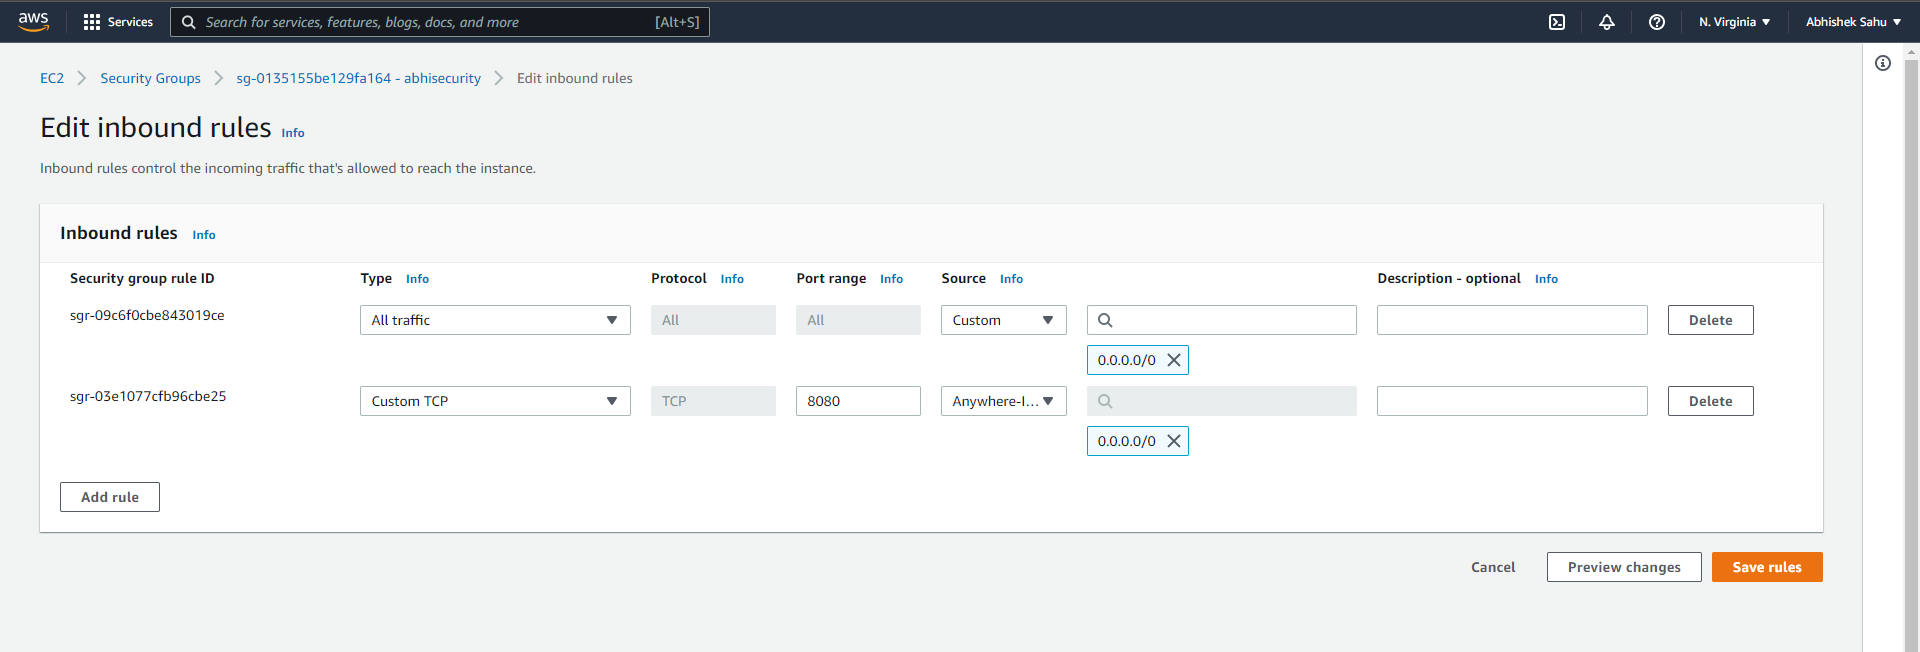 aws Services Search for services, features, blogs, docs, and more [Alt+S] N. Virginia Abhishek Sahu
EC2 Security Groups sg-0135155be129fa164 - abhisecurity Edit inbound rules
Edit inbound rules Info
Inbound rules control the incoming traffic that's allowed to reach the instance.
Inbound rules Info
Security group rule ID Type Info Protocol Info Port range Info Source Info Description - optional Info
sgr-09c6f0cbe843019ce All traffic All All Custom Delete
0.0.0.0/0
sgr-03e1077cfb96cbe25 Custom TCP TCP 8080 Anywhere-I... Delete
0.0.0.0/0
Add rule
Cancel Preview changes Save rules